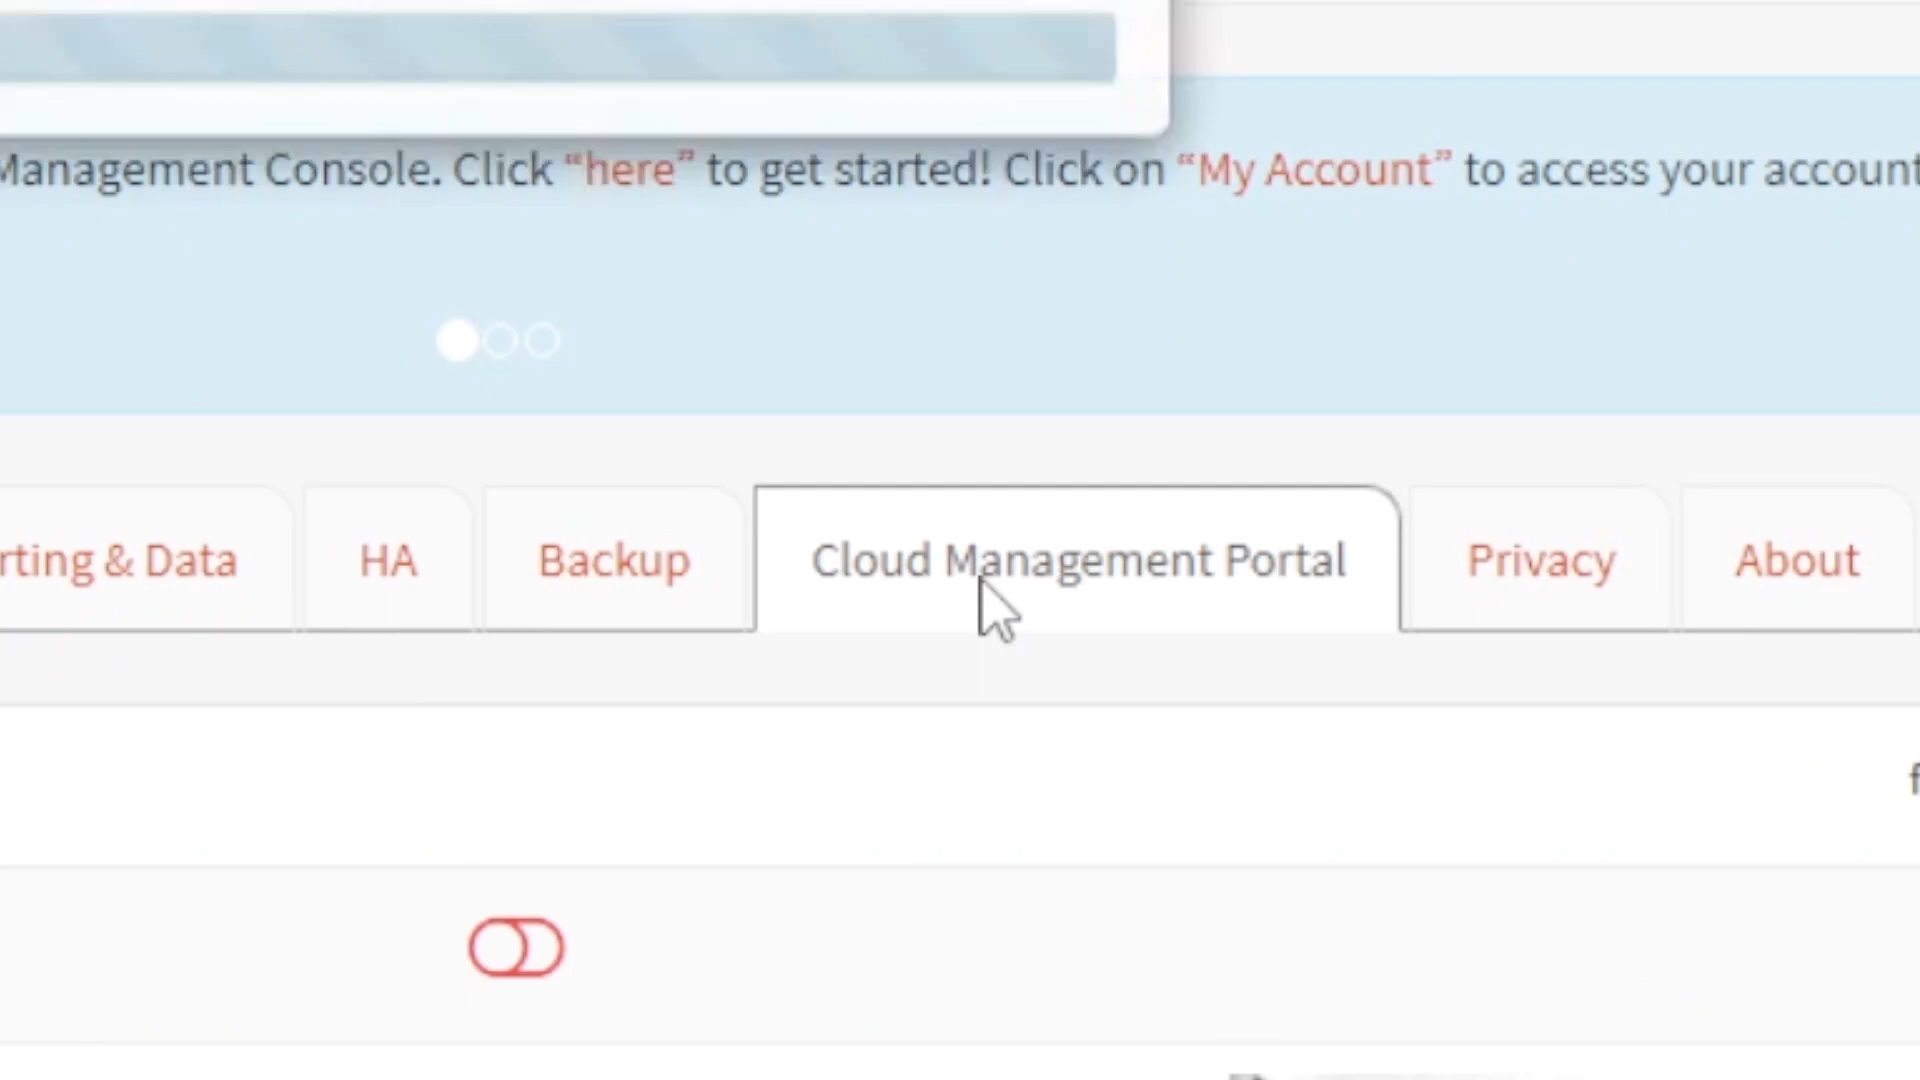 Management Console. Click “here” to get started! Click on “My Account” to access your account
& Data
HA
Backup
Cloud Management Portal
Privacy
About